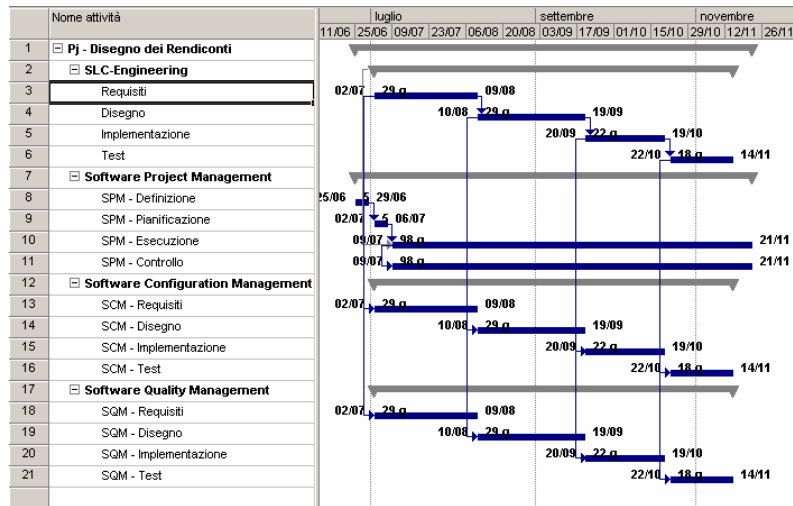 Nome attività luglio settembre novembre
11/06 25/06 09/07 23/07 06/08 20/08 03/09 17/09 01/10 15/10 29/10 12/11 26/11
1 Pj - Disegno dei Rendiconti
2 SLC-Engineering
3 Requisiti 02/07 29 g 09/08
4 Disegno 10/08 29 g 19/09
5 Implementazione 20/09 22 g 19/10
6 Test 22/10 18 g 14/11
7 Software Project Management
8 SPM - Definizione 25/06 5 29/06
9 SPM - Pianificazione 02/07 5 06/07
10 SPM - Esecuzione 09/07 98 g 21/11
11 SPM - Controllo 09/07 98 g 21/11
12 Software Configuration Management
13 SCM - Requisiti 02/07 29 g 09/08
14 SCM - Disegno 10/08 29 g 19/09
15 SCM - Implementazione 20/09 22 g 19/10
16 SCM - Test 22/10 18 g 14/11
17 Software Quality Management
18 SQM - Requisiti 02/07 29 g 09/08
19 SQM - Disegno 10/08 29 g 19/09
20 SQM - Implementazione 20/09 22 g 19/10
21 SQM - Test 22/10 18 g 14/11